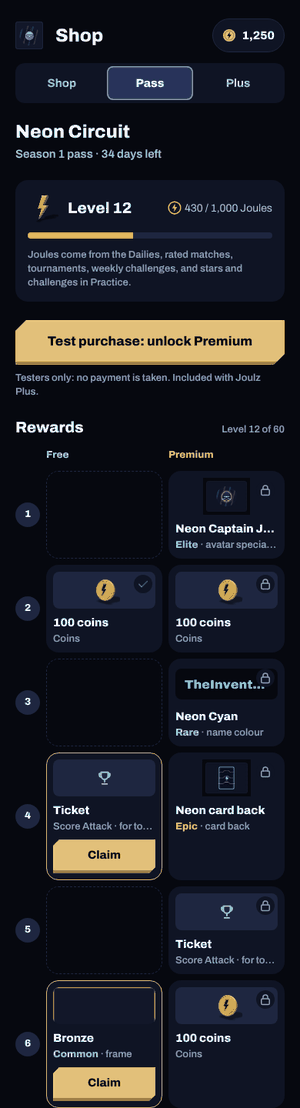 Shop
1,250
Shop
Pass
Plus
Neon Circuit
Season 1 pass · 34 days left
Level 12
430 / 1,000 Joules
Joules come from the Dailies, rated matches,
tournaments, weekly challenges, and stars and
challenges in Practice.
Test purchase: unlock Premium
Testers only: no payment is taken. Included with Joulz
Plus.
Rewards
Level 12 of 60
Free
Premium
1
Neon Captain J...
Elite · avatar specia...
2
100 coins
Coins
100 coins
Coins
3
TheInvent...
Neon Cyan
Rare · name colour
4
Ticket
Score Attack · for to...
Claim
Neon card back
Epic · card back
5
Ticket
Score Attack · for to...
6
Bronze
Common · frame
Claim
100 coins
Coins